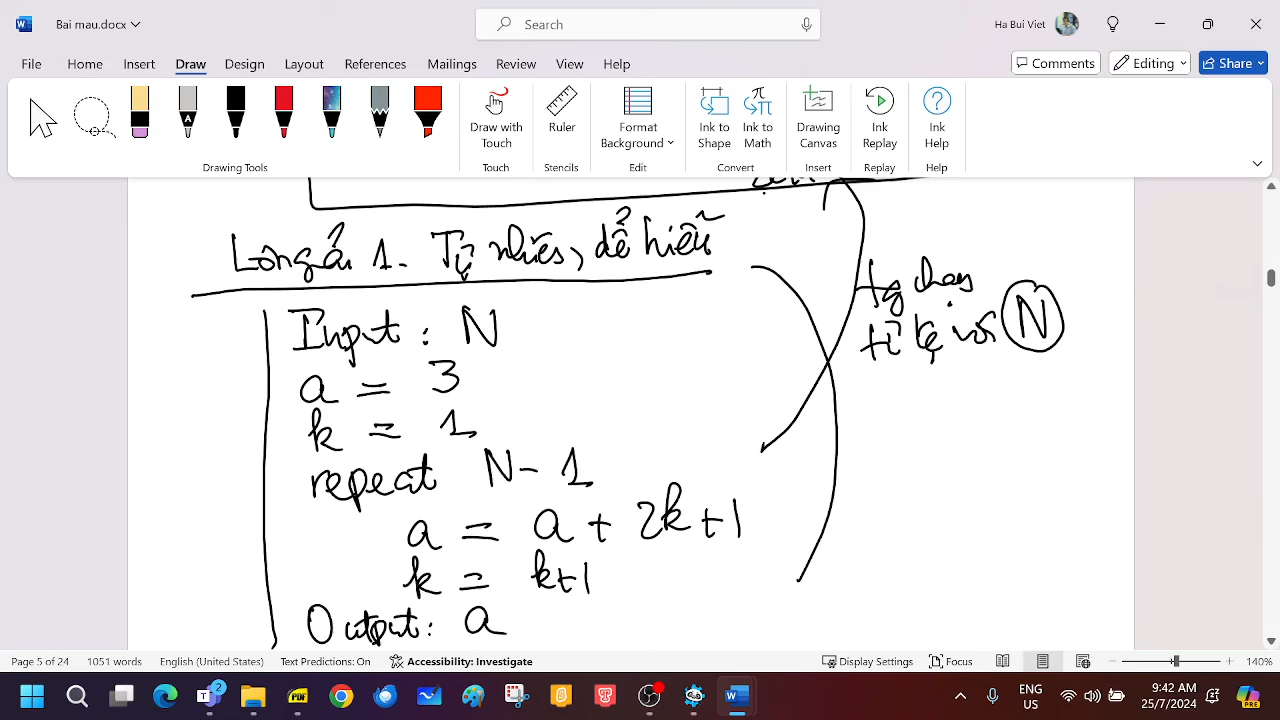 Bai mau.docx
Search
Ha Bui Viet
File Home Insert Draw Design Layout References Mailings Review View Help
Comments Editing Share
Draw with Touch
Ruler
Format Background
Ink to Shape
Ink to Math
Drawing Canvas
Ink Replay
Ink Help
Drawing Tools Touch Stencils Edit Convert Insert Replay Help
1. Tự nhiên, dễ hiểu
Input: N
a = 3
k = 1
repeat N-1
a = a + 2k+1
k = k+1
Output: a
chạy
tỉ lệ với N
Page 5 of 24 1051 words English (United States) Text Predictions: On Accessibility: Investigate Display Settings Focus 140%
ENG US
9:42 AM
25/7/2024